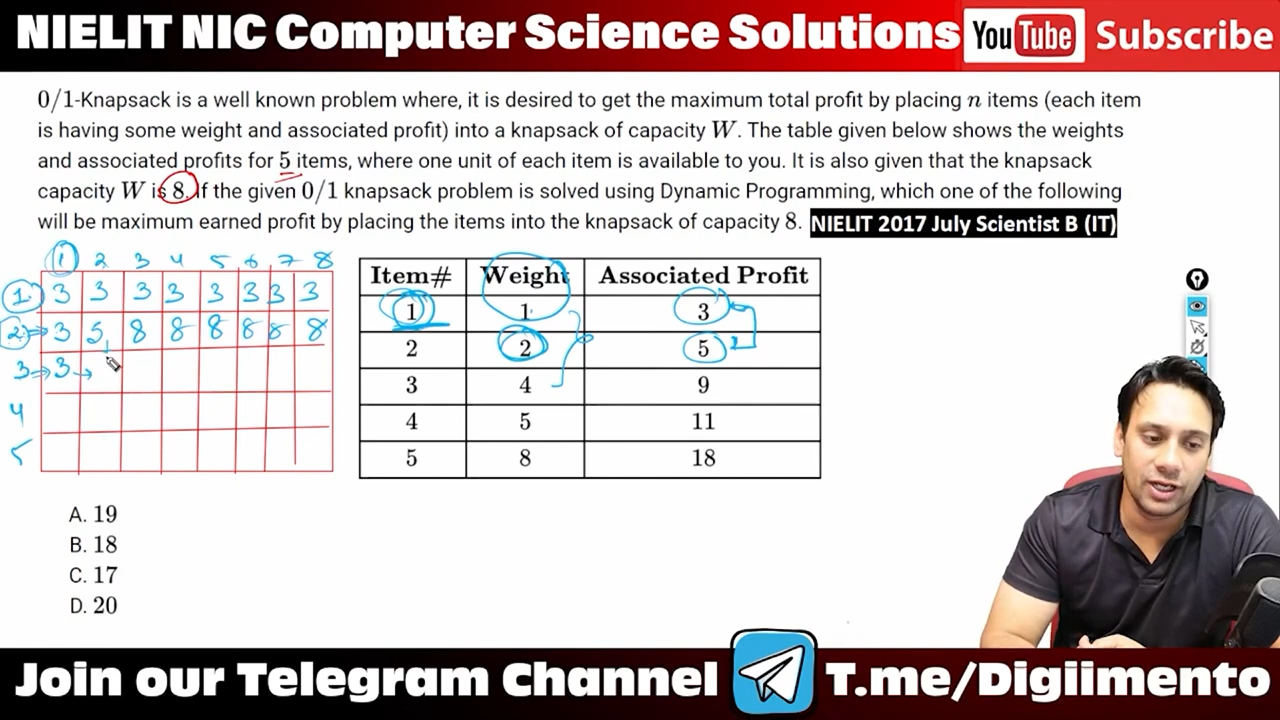 NIELIT NIC Computer Science Solutions YouTube Subscribe
0/1-Knapsack is a well known problem where, it is desired to get the maximum total profit by placing n items (each item
is having some weight and associated profit) into a knapsack of capacity W. The table given below shows the weights
and associated profits for 5 items, where one unit of each item is available to you. It is also given that the knapsack
capacity W is 8. If the given 0/1 knapsack problem is solved using Dynamic Programming, which one of the following
will be maximum earned profit by placing the items into the knapsack of capacity 8. NIELIT 2017 July Scientist B (IT)
1 2 3 4 5 6 7 8
1 3 3 3 3 3 3 3 3
2 → 3 5 8 8 8 8 8 8
3 → 3 →
4
5
Item# Weight Associated Profit
1 1 3
2 2 5
3 4 9
4 5 11
5 8 18
A. 19
B. 18
C. 17
D. 20
Join our Telegram Channel T.me/Digiimento